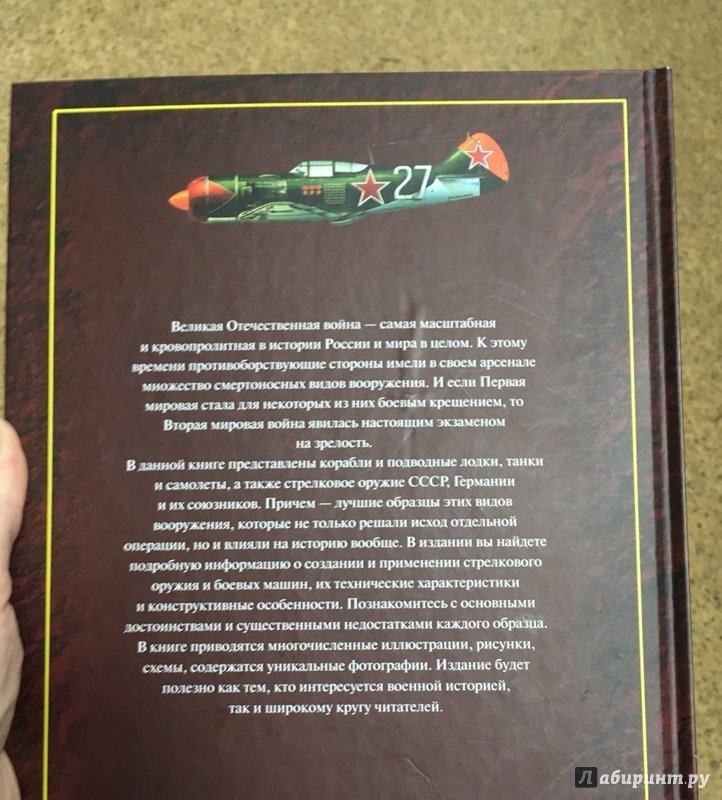 27
Великая Отечественная война — самая масштабная
и кровопролитная в истории России и мира в целом. К этому
времени противоборствующие стороны имели в своем арсенале
множество смертоносных видов вооружения. И если Первая
мировая стала для некоторых из них боевым крещением, то
Вторая мировая война явилась настоящим экзаменом
на зрелость.
В данной книге представлены корабли и подводные лодки, танки
и самолеты, а также стрелковое оружие СССР, Германии
и их союзников. Причем — лучшие образцы этих видов
вооружения, которые не только решали исход отдельной
операции, но и влияли на историю вообще. В издании вы найдете
подробную информацию о создании и применении стрелкового
оружия и боевых машин, их технические характеристики
и конструктивные особенности. Познакомитесь с основными
достоинствами и существенными недостатками каждого образца.
В книге приводятся многочисленные иллюстрации, рисунки,
схемы, содержатся уникальные фотографии. Издание будет
полезно как тем, кто интересуется военной историей,
так и широкому кругу читателей.
Лабиринт.ру